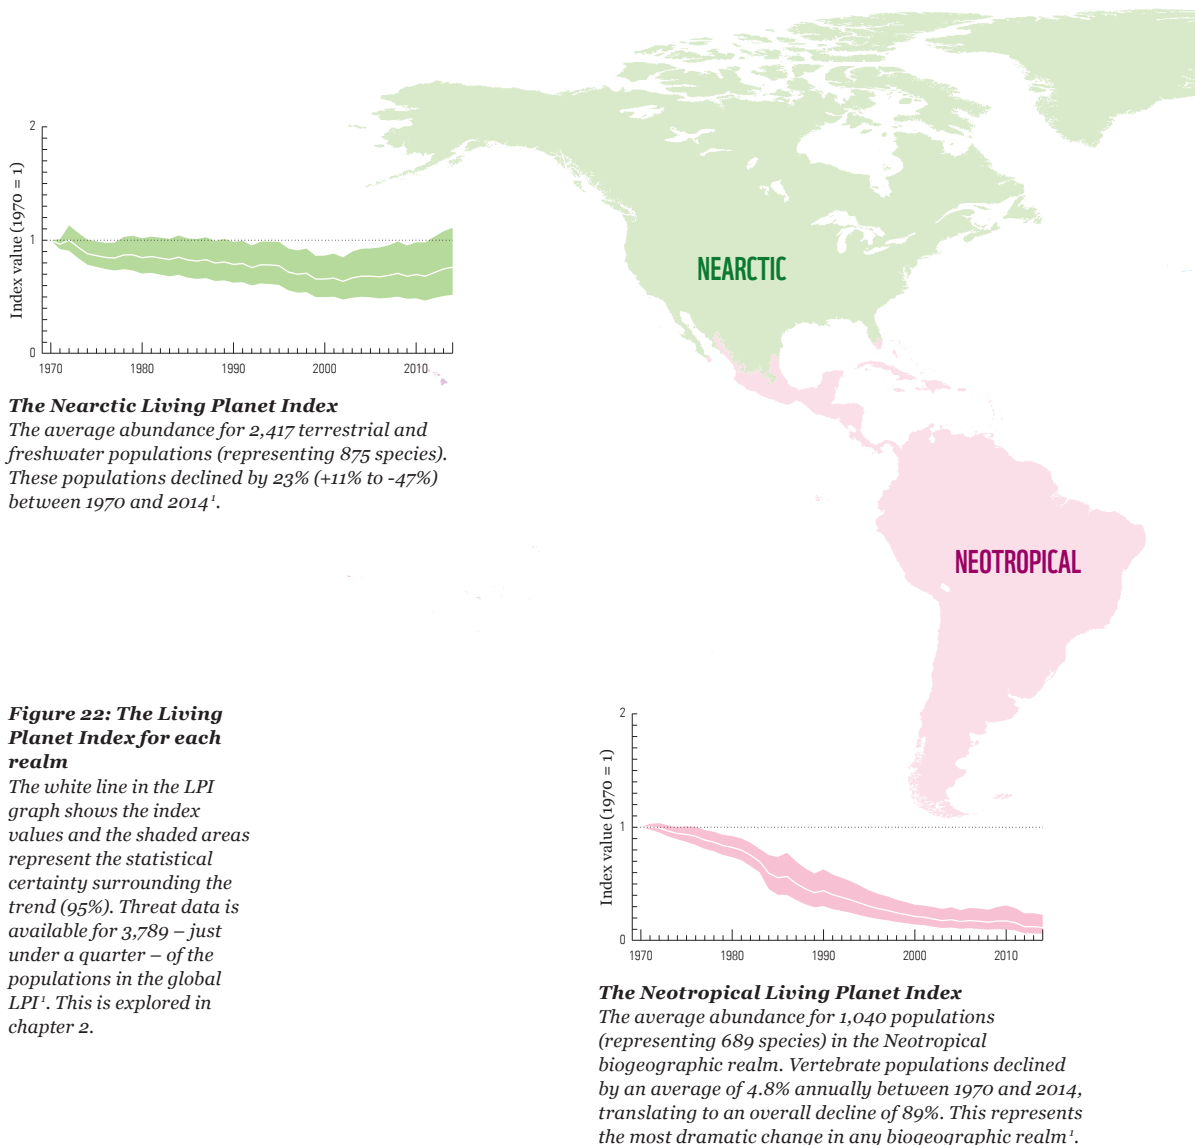 NEARCTIC
2
1
0
Index value (1970 = 1)
1970 1980 1990 2000 2010
The Nearctic Living Planet Index
The average abundance for 2,417 terrestrial and
freshwater populations (representing 875 species).
These populations declined by 23% (+11% to -47%)
between 1970 and 2014¹.
NEOTROPICAL
Figure 22: The Living
Planet Index for each
realm
The white line in the LPI
graph shows the index
values and the shaded areas
represent the statistical
certainty surrounding the
trend (95%). Threat data is
available for 3,789 – just
under a quarter – of the
populations in the global
LPI¹. This is explored in
chapter 2.
2
1
0
Index value (1970 = 1)
1970 1980 1990 2000 2010
The Neotropical Living Planet Index
The average abundance for 1,040 populations
(representing 689 species) in the Neotropical
biogeographic realm. Vertebrate populations declined
by an average of 4.8% annually between 1970 and 2014,
translating to an overall decline of 89%. This represents
the most dramatic change in any biogeographic realm¹.